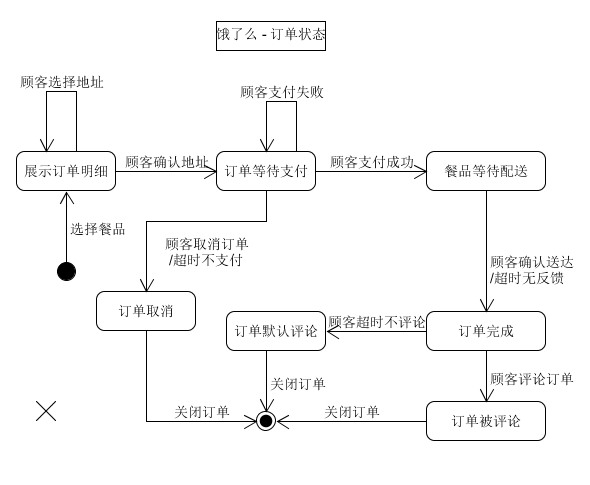 饿了么 - 订单状态
顾客选择地址
顾客支付失败
展示订单明细
顾客确认地址
订单等待支付
顾客支付成功
餐品等待配送
选择餐品
顾客取消订单
/超时不支付
顾客确认送达
/超时无反馈
订单取消
订单默认评论
顾客超时不评论
订单完成
关闭订单
顾客评论订单
关闭订单
关闭订单
订单被评论